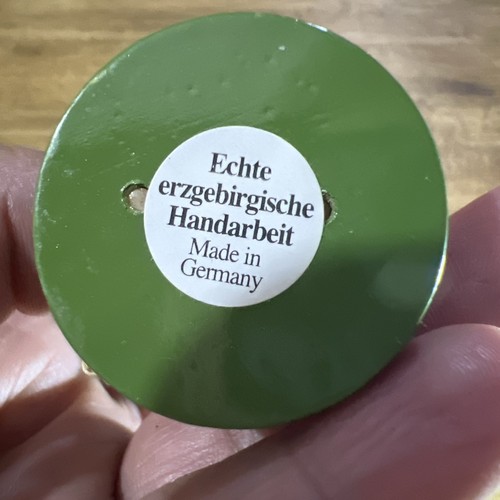 Echte
erzgebirgische
Handarbeit
Made in
Germany